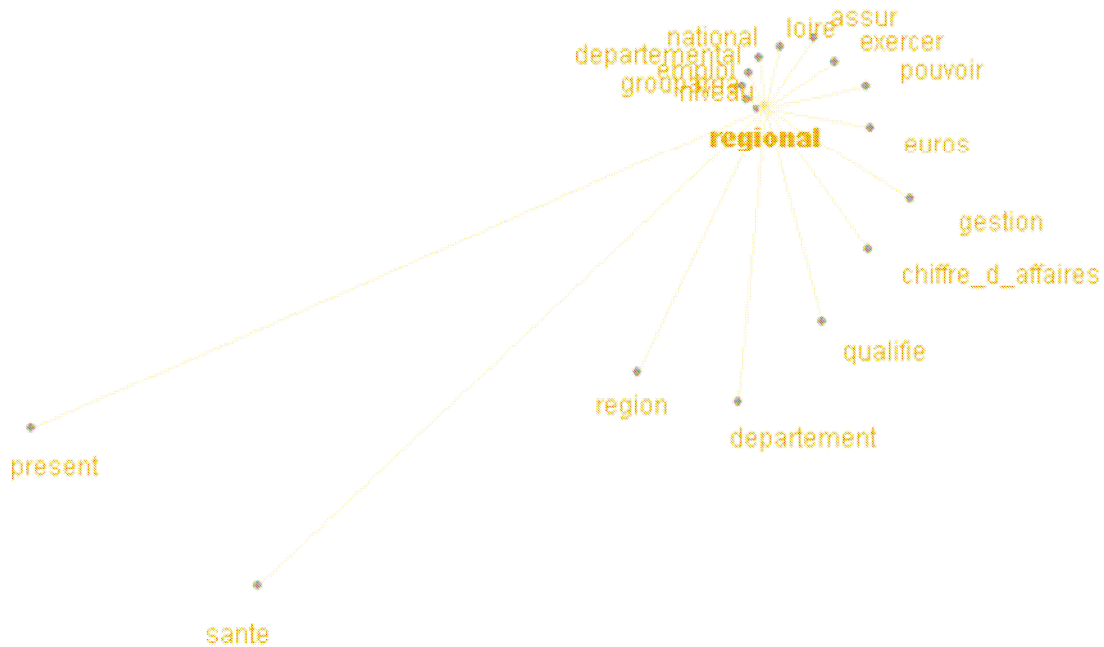 assur
loire
national
exercer
departemental
emploi
pouvoir
niveau
regional
euros
gestion
chiffre_d_affaires
qualifie
region
departement
present
sante